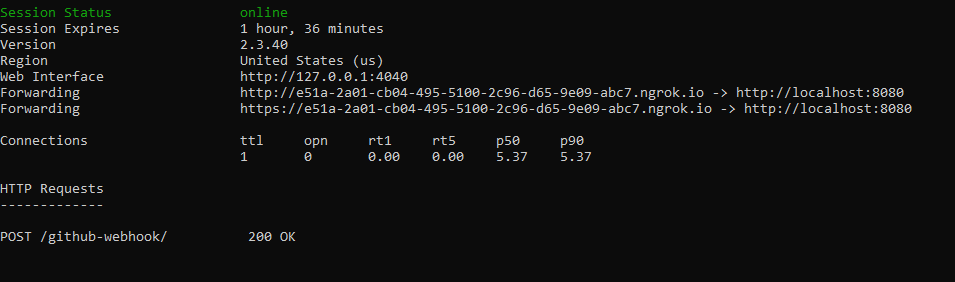 Session Status online
Session Expires 1 hour, 36 minutes
Version 2.3.40
Region United States (us)
Web Interface http://127.0.0.1:4040
Forwarding http://e51a-2a01-cb04-495-5100-2c96-d65-9e09-abc7.ngrok.io -> http://localhost:8080
Forwarding https://e51a-2a01-cb04-495-5100-2c96-d65-9e09-abc7.ngrok.io -> http://localhost:8080
Connections ttl opn rt1 rt5 p50 p90
1 0 0.00 0.00 5.37 5.37
HTTP Requests
-------------
POST /github-webhook/ 200 OK